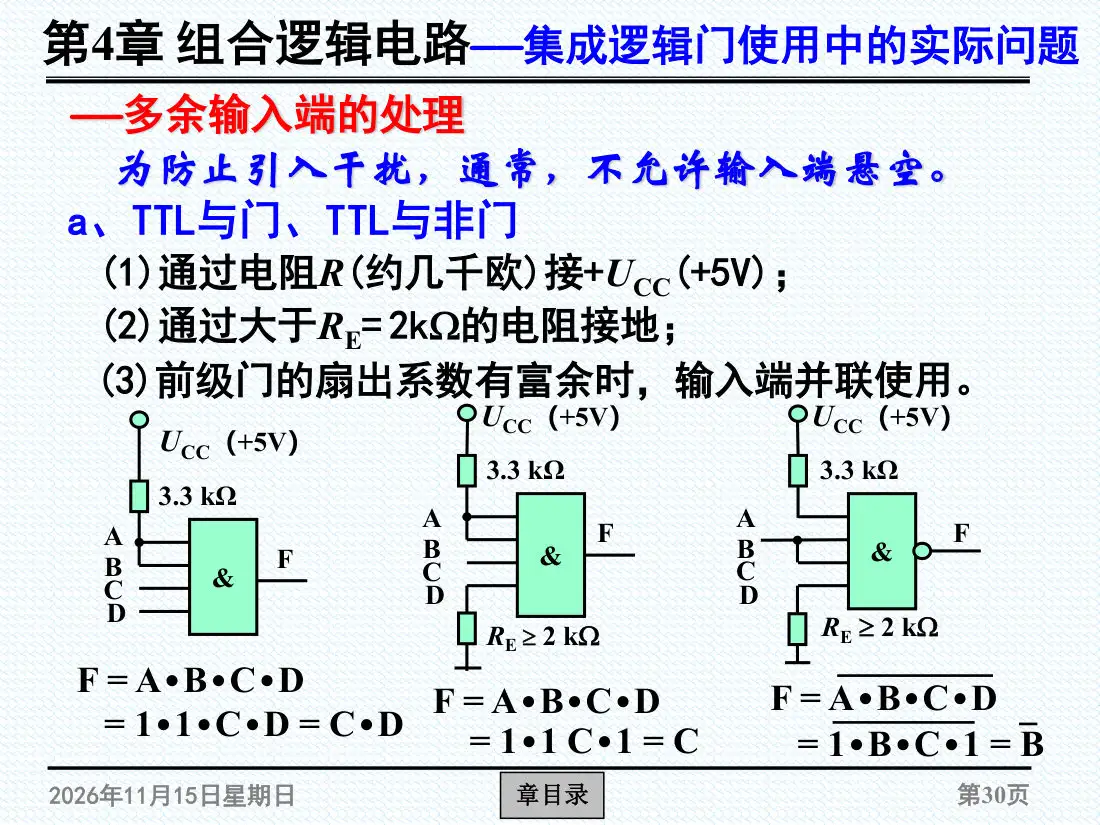 第4章 组合逻辑电路——集成逻辑门使用中的实际问题
——多余输入端的处理
为防止引入干扰，通常，不允许输入端悬空。
a、TTL与门、TTL与非门
(1)通过电阻R(约几千欧)接+UCC(+5V)；
(2)通过大于RE=2kΩ的电阻接地；
(3)前级门的扇出系数有富余时，输入端并联使用。
UCC（+5V）
3.3 kΩ
A
B
C
D
&
F
F = A•B•C•D
= 1•1•C•D = C•D
UCC（+5V）
3.3 kΩ
A
B
C
D
&
F
RE ≥ 2 kΩ
F = A•B•C•D
= 1•1 C•1 = C
UCC（+5V）
3.3 kΩ
A
B
C
D
&
F
RE ≥ 2 kΩ
F = A̅•̅B̅•̅C̅•̅D̅
= 1̅•̅B̅•̅C̅•̅1̅ = B̅
2026年11月15日星期日
章目录
第30页